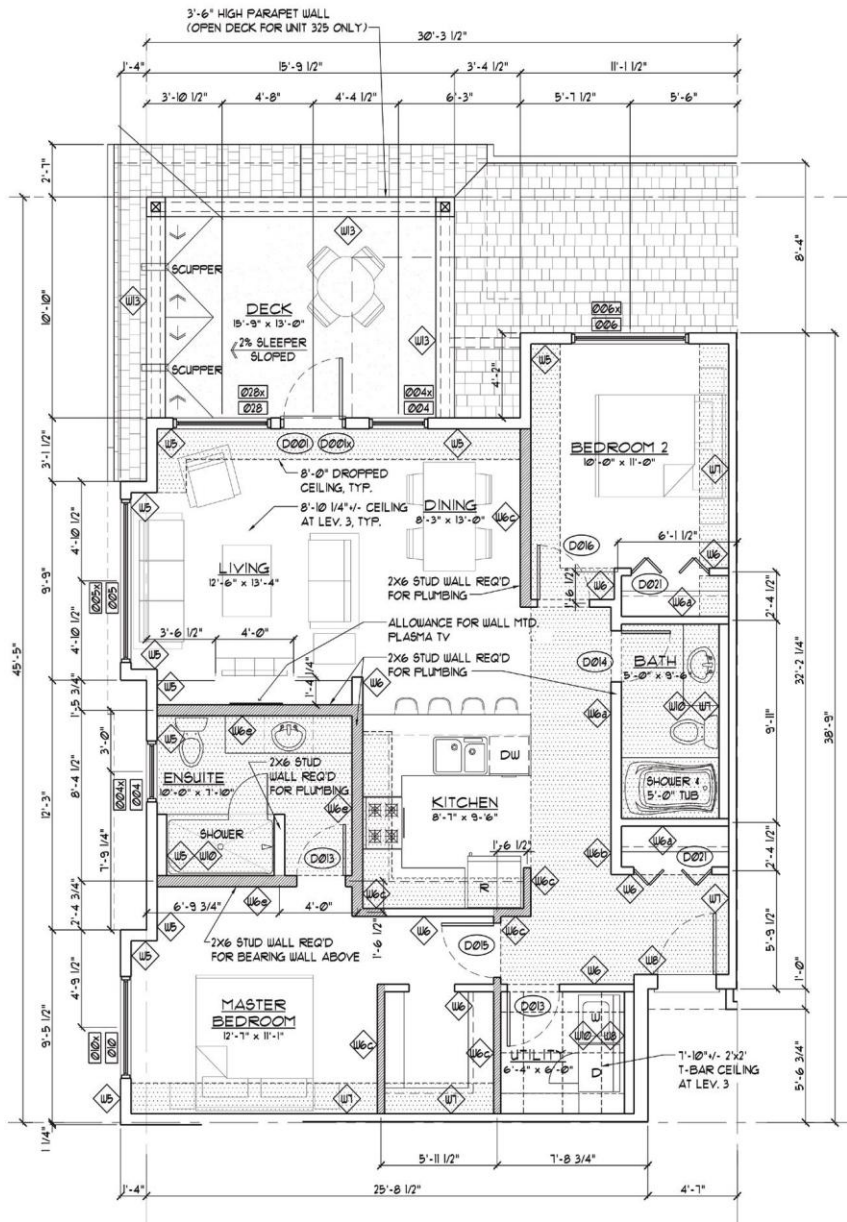 3'-6" HIGH PARAPET WALL
(OPEN DECK FOR UNIT 325 ONLY)
30'-3 1/2"
1'-4"
15'-9 1/2"
3'-4 1/2"
11'-1 1/2"
3'-10 1/2"
4'-8"
4'-4 1/2"
6'-3"
5'-7 1/2"
5'-6"
2'-7"
8'-4"
W13
SCUPPER
W13
DECK
15'-9" x 13'-0"
10'-10"
006x
006
2% SLEEPER
SLOPED
W13
SCUPPER
4'-2"
W5
028x
028
004x
004
W5
D001
D001x
W5
BEDROOM 2
10'-0" x 11'-0"
W7
3'-1 1/2"
8'-0" DROPPED
CEILING, TYP.
W5
8'-10 1/4"+/- CEILING
AT LEV. 3, TYP.
DINING
8'-3" x 13'-0"
W6c
6'-1 1/2"
4'-10 1/2"
D016
W6
LIVING
12'-6" x 13'-4"
2X6 STUD WALL REQ'D
FOR PLUMBING
1'-6 1/2"
W6
D021
W6a
2'-4 1/2"
9'-9"
005x
005
45'-5"
3'-6 1/2"
4'-0"
ALLOWANCE FOR WALL MTD.
PLASMA TV
4'-10 1/2"
D014
BATH
5'-0" x 9'-6
32'-2 1/4"
W5
2X6 STUD WALL REQ'D
FOR PLUMBING
1'-4 1/4"
W5
W6
W6a
W10
W7
38'-9"
1'-5 3/4"
9'-11"
3'-0"
W5
W6e
DW
2X6 STUD
WALL REQ'D
FOR PLUMBING
ENSUITE
10'-0" x 7'-10"
8'-4 1/2"
004x
004
SHOWER &
5'-0" TUB
KITCHEN
8'-7" x 9'-6"
W6e
12'-3"
SHOWER
W5
W10
D013
1'-6 1/2"
W6b
W6a
D021
2'-4 1/2"
7'-9 1/4"
R
W6c
W6
W7
W6c
W6e
6'-9 3/4"
4'-0"
2'-4 3/4"
W5
1'-6 1/2"
W6
W6c
5'-9 1/2"
2X6 STUD WALL REQ'D
FOR BEARING WALL ABOVE
D015
W5
W8
W6
1'-0"
4'-9 1/2"
MASTER
BEDROOM
12'-7" x 11'-1"
W6
D013
W
W10
W8
9'-5 1/2"
010x
010
W6c
W6c
UTILITY
6'-4" x 6'-0"
D
7'-10"+/- 2'x2'
T-BAR CEILING
AT LEV. 3
5'-6 3/4"
W5
W7
W7
1 1/4"
5'-11 1/2"
7'-8 3/4"
1'-4"
25'-8 1/2"
4'-7"